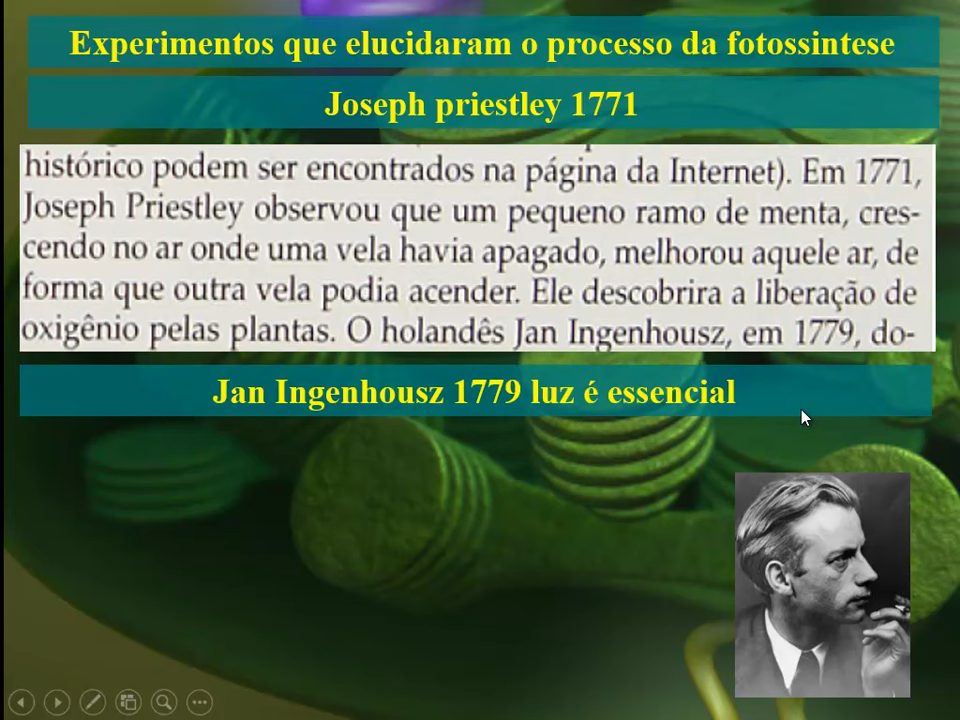 Experimentos que elucidaram o processo da fotossintese
Joseph priestley 1771
histórico podem ser encontrados na página da Internet). Em 1771,
Joseph Priestley observou que um pequeno ramo de menta, cres-
cendo no ar onde uma vela havia apagado, melhorou aquele ar, de
forma que outra vela podia acender. Ele descobrira a liberação de
oxigênio pelas plantas. O holandês Jan Ingenhousz, em 1779, do-
Jan Ingenhousz 1779 luz é essencial